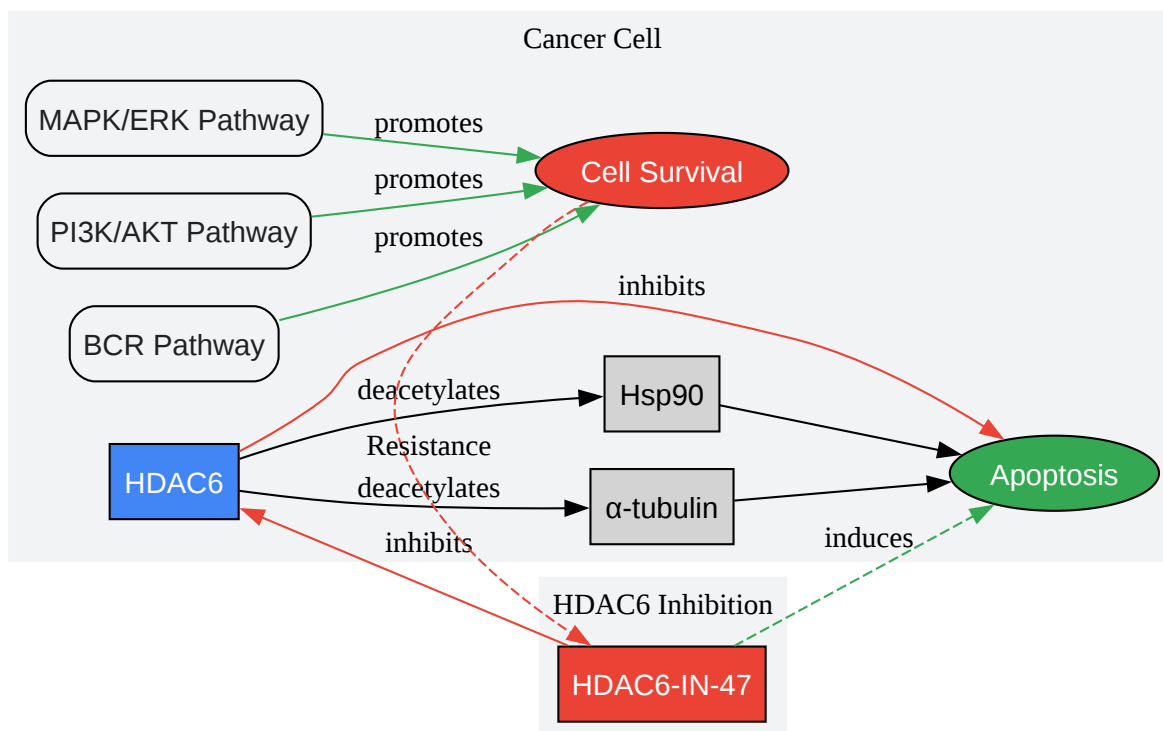 Cancer Cell
MAPK/ERK Pathway
promotes
Cell Survival
promotes
PI3K/AKT Pathway
promotes
inhibits
BCR Pathway
deacetylates
Hsp90
Resistance
HDAC6
deacetylates
α-tubulin
Apoptosis
inhibits
induces
HDAC6 Inhibition
HDAC6-IN-47